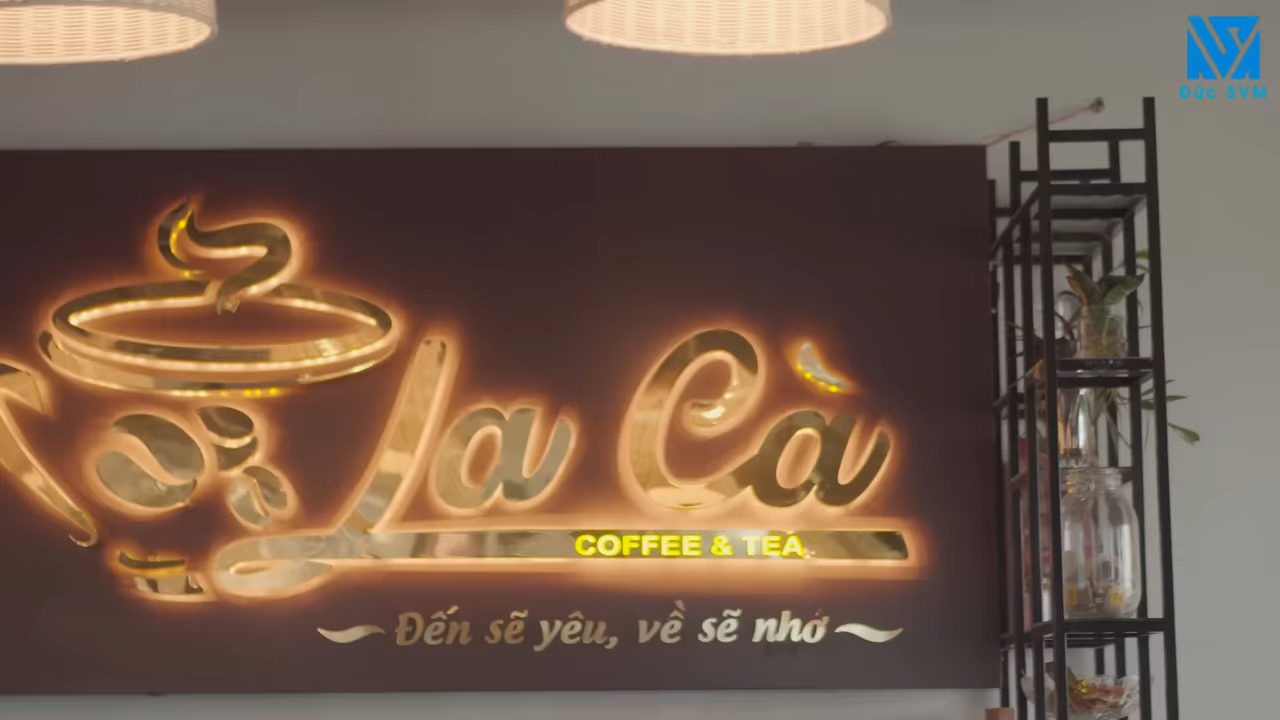 Đức SVM
La Cà
COFFEE & TEA
Đến sẽ yêu, về sẽ nhớ